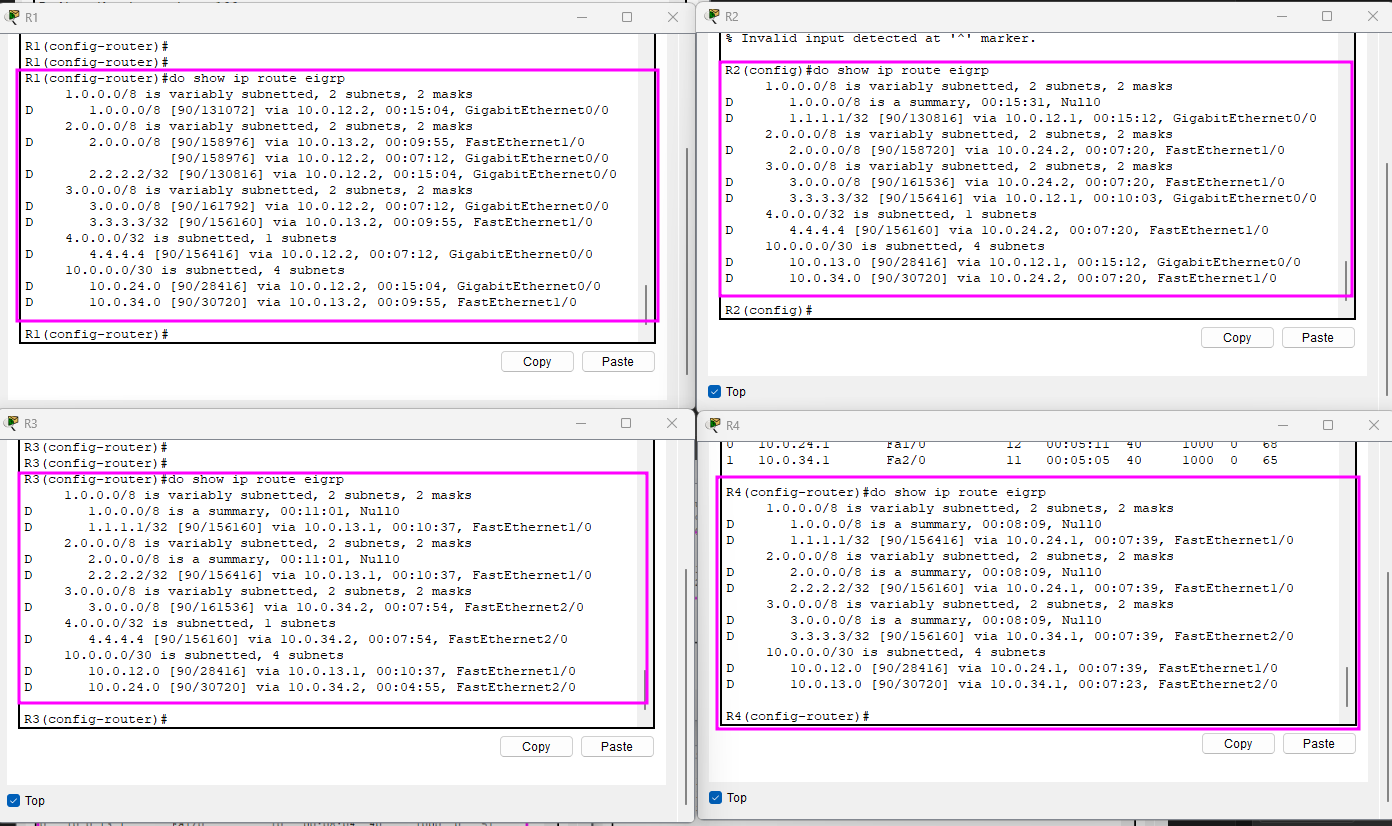 R1
R1(config-router)#
R1(config-router)#
R1(config-router)#do show ip route eigrp
1.0.0.0/8 is variably subnetted, 2 subnets, 2 masks
D 1.0.0.0/8 [90/131072] via 10.0.12.2, 00:15:04, GigabitEthernet0/0
2.0.0.0/8 is variably subnetted, 2 subnets, 2 masks
D 2.0.0.0/8 [90/158976] via 10.0.13.2, 00:09:55, FastEthernet1/0
[90/158976] via 10.0.12.2, 00:07:12, GigabitEthernet0/0
D 2.2.2.2/32 [90/130816] via 10.0.12.2, 00:15:04, GigabitEthernet0/0
3.0.0.0/8 is variably subnetted, 2 subnets, 2 masks
D 3.0.0.0/8 [90/161792] via 10.0.12.2, 00:07:12, GigabitEthernet0/0
D 3.3.3.3/32 [90/156160] via 10.0.13.2, 00:09:55, FastEthernet1/0
4.0.0.0/32 is subnetted, 1 subnets
D 4.4.4.4 [90/156416] via 10.0.12.2, 00:07:12, GigabitEthernet0/0
10.0.0.0/30 is subnetted, 4 subnets
D 10.0.24.0 [90/28416] via 10.0.12.2, 00:15:04, GigabitEthernet0/0
D 10.0.34.0 [90/30720] via 10.0.13.2, 00:09:55, FastEthernet1/0
R1(config-router)#
Copy Paste
R2
% Invalid input detected at '^' marker.
R2(config)#do show ip route eigrp
1.0.0.0/8 is variably subnetted, 2 subnets, 2 masks
D 1.0.0.0/8 is a summary, 00:15:31, Null0
D 1.1.1.1/32 [90/130816] via 10.0.12.1, 00:15:12, GigabitEthernet0/0
2.0.0.0/8 is variably subnetted, 2 subnets, 2 masks
D 2.0.0.0/8 [90/158720] via 10.0.24.2, 00:07:20, FastEthernet1/0
3.0.0.0/8 is variably subnetted, 2 subnets, 2 masks
D 3.0.0.0/8 [90/161536] via 10.0.24.2, 00:07:20, FastEthernet1/0
D 3.3.3.3/32 [90/156416] via 10.0.12.1, 00:10:03, GigabitEthernet0/0
4.0.0.0/32 is subnetted, 1 subnets
D 4.4.4.4 [90/156160] via 10.0.24.2, 00:07:20, FastEthernet1/0
10.0.0.0/30 is subnetted, 4 subnets
D 10.0.13.0 [90/28416] via 10.0.12.1, 00:15:12, GigabitEthernet0/0
D 10.0.34.0 [90/30720] via 10.0.24.2, 00:07:20, FastEthernet1/0
R2(config)#
Copy Paste
Top
R3
R3(config-router)#
R3(config-router)#
R3(config-router)#do show ip route eigrp
1.0.0.0/8 is variably subnetted, 2 subnets, 2 masks
D 1.0.0.0/8 is a summary, 00:11:01, Null0
D 1.1.1.1/32 [90/156160] via 10.0.13.1, 00:10:37, FastEthernet1/0
2.0.0.0/8 is variably subnetted, 2 subnets, 2 masks
D 2.0.0.0/8 is a summary, 00:11:01, Null0
D 2.2.2.2/32 [90/156416] via 10.0.13.1, 00:10:37, FastEthernet1/0
3.0.0.0/8 is variably subnetted, 2 subnets, 2 masks
D 3.0.0.0/8 [90/161536] via 10.0.34.2, 00:07:54, FastEthernet2/0
4.0.0.0/32 is subnetted, 1 subnets
D 4.4.4.4 [90/156160] via 10.0.34.2, 00:07:54, FastEthernet2/0
10.0.0.0/30 is subnetted, 4 subnets
D 10.0.12.0 [90/28416] via 10.0.13.1, 00:10:37, FastEthernet1/0
D 10.0.24.0 [90/30720] via 10.0.34.2, 00:04:55, FastEthernet2/0
R3(config-router)#
Copy Paste
Top
R4
0 10.0.24.1 Fa1/0 12 00:05:11 40 1000 0 68
1 10.0.34.1 Fa2/0 11 00:05:05 40 1000 0 65
R4(config-router)#do show ip route eigrp
1.0.0.0/8 is variably subnetted, 2 subnets, 2 masks
D 1.0.0.0/8 is a summary, 00:08:09, Null0
D 1.1.1.1/32 [90/156416] via 10.0.24.1, 00:07:39, FastEthernet1/0
2.0.0.0/8 is variably subnetted, 2 subnets, 2 masks
D 2.0.0.0/8 is a summary, 00:08:09, Null0
D 2.2.2.2/32 [90/156160] via 10.0.24.1, 00:07:39, FastEthernet1/0
3.0.0.0/8 is variably subnetted, 2 subnets, 2 masks
D 3.0.0.0/8 is a summary, 00:08:09, Null0
D 3.3.3.3/32 [90/156160] via 10.0.34.1, 00:07:39, FastEthernet2/0
10.0.0.0/30 is subnetted, 4 subnets
D 10.0.12.0 [90/28416] via 10.0.24.1, 00:07:39, FastEthernet1/0
D 10.0.13.0 [90/30720] via 10.0.34.1, 00:07:23, FastEthernet2/0
R4(config-router)#
Copy Paste
Top